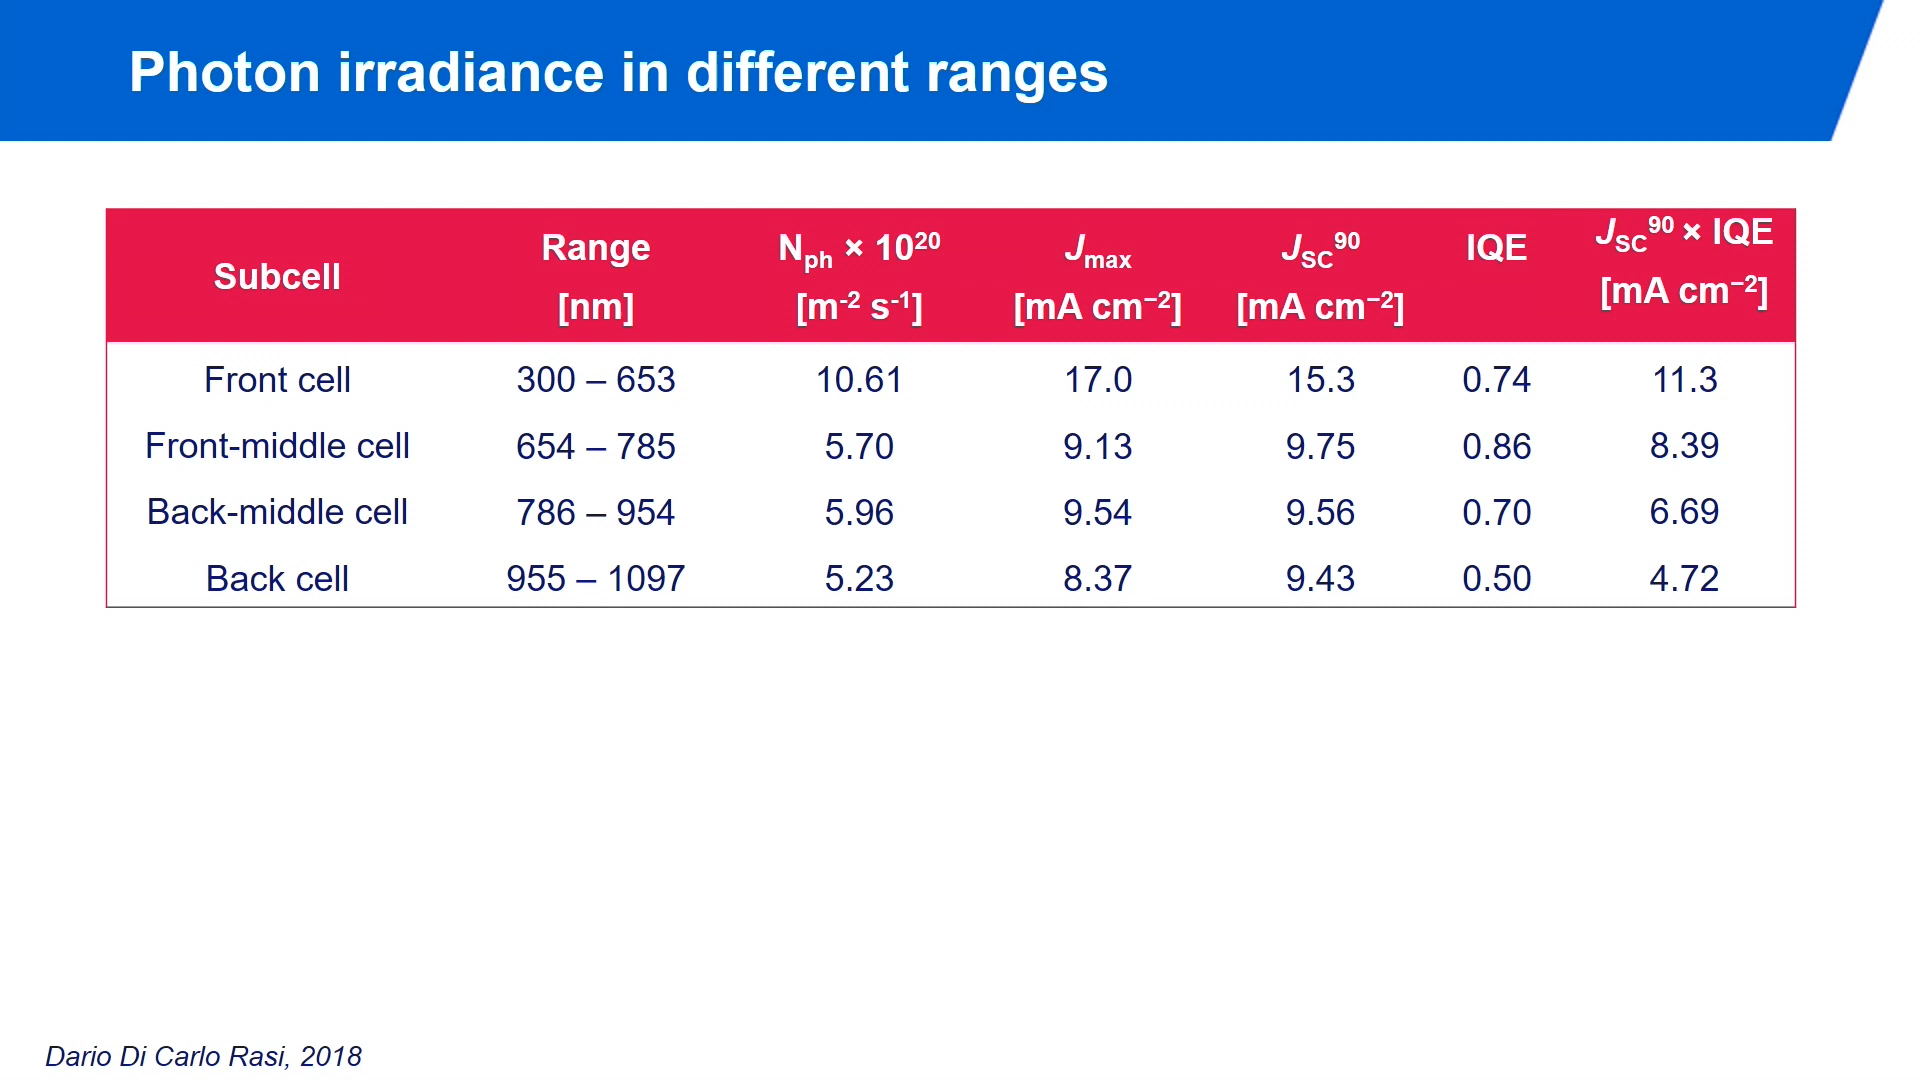 Photon irradiance in different ranges
Subcell Range [nm] N_ph × 10^20 [m^-2 s^-1] J_max [mA cm^−2] J_SC^90 [mA cm^−2] IQE J_SC^90 × IQE [mA cm^−2]
Front cell 300 – 653 10.61 17.0 15.3 0.74 11.3
Front-middle cell 654 – 785 5.70 9.13 9.75 0.86 8.39
Back-middle cell 786 – 954 5.96 9.54 9.56 0.70 6.69
Back cell 955 – 1097 5.23 8.37 9.43 0.50 4.72
Dario Di Carlo Rasi, 2018